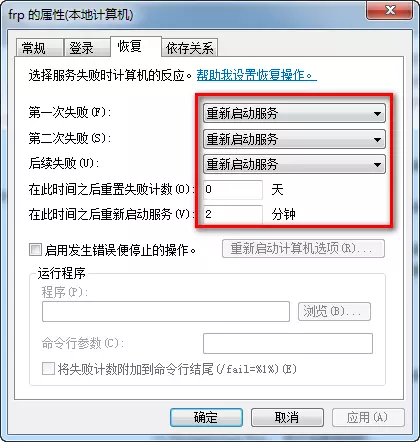 frp 的属性(本地计算机)
常规 登录 恢复 依存关系
选择服务失败时计算机的反应。帮助我设置恢复操作。
第一次失败(F): 重新启动服务
第二次失败(S): 重新启动服务
后续失败(U): 重新启动服务
在此时间之后重置失败计数(O): 0 天
在此时间之后重新启动服务(V): 2 分钟
启用发生错误便停止的操作。 重新启动计算机选项(R)...
运行程序
程序(P):
浏览(B)...
命令行参数(C):
将失败计数附加到命令行结尾(/fail=%1%)(E)
确定 取消 应用(A)